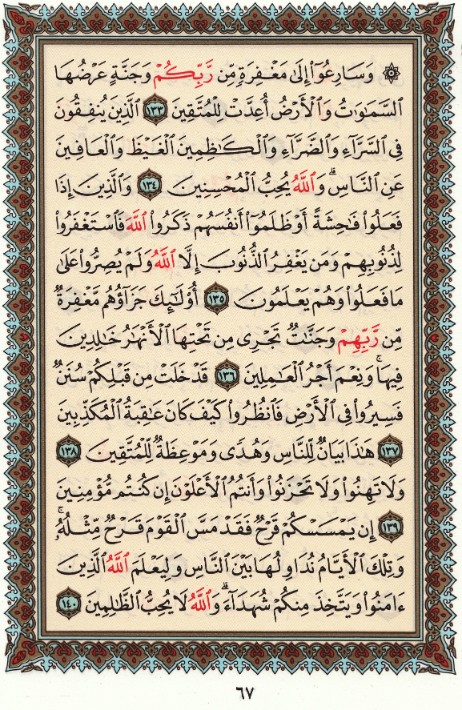 ۞ وَسَارِعُوٓا۟ إِلَىٰ مَغْفِرَةٍ مِّن رَّبِّكُمْ وَجَنَّةٍ عَرْضُهَا
ٱلسَّمَـٰوَٰتُ وَٱلْأَرْضُ أُعِدَّتْ لِلْمُتَّقِينَ ١٣٣ ٱلَّذِينَ يُنفِقُونَ
فِى ٱلسَّرَّآءِ وَٱلضَّرَّآءِ وَٱلْكَـٰظِمِينَ ٱلْغَيْظَ وَٱلْعَافِينَ
عَنِ ٱلنَّاسِ ۗ وَٱللَّهُ يُحِبُّ ٱلْمُحْسِنِينَ ١٣٤ وَٱلَّذِينَ إِذَا
فَعَلُوا۟ فَـٰحِشَةً أَوْ ظَلَمُوٓا۟ أَنفُسَهُمْ ذَكَرُوا۟ ٱللَّهَ فَٱسْتَغْفَرُوا۟
لِذُنُوبِهِمْ وَمَن يَغْفِرُ ٱلذُّنُوبَ إِلَّا ٱللَّهُ وَلَمْ يُصِرُّوا۟ عَلَىٰ
مَا فَعَلُوا۟ وَهُمْ يَعْلَمُونَ ١٣٥ أُو۟لَـٰٓئِكَ جَزَآؤُهُم مَّغْفِرَةٌ
مِّن رَّبِّهِمْ وَجَنَّـٰتٌ تَجْرِى مِن تَحْتِهَا ٱلْأَنْهَـٰرُ خَـٰلِدِينَ
فِيهَا ۚ وَنِعْمَ أَجْرُ ٱلْعَـٰمِلِينَ ١٣٦ قَدْ خَلَتْ مِن قَبْلِكُمْ سُنَنٌ
فَسِيرُوا۟ فِى ٱلْأَرْضِ فَٱنظُرُوا۟ كَيْفَ كَانَ عَـٰقِبَةُ ٱلْمُكَذِّبِينَ
١٣٧ هَـٰذَا بَيَانٌ لِّلنَّاسِ وَهُدًى وَمَوْعِظَةٌ لِّلْمُتَّقِينَ ١٣٨
وَلَا تَهِنُوا۟ وَلَا تَحْزَنُوا۟ وَأَنتُمُ ٱلْأَعْلَوْنَ إِن كُنتُم مُّؤْمِنِينَ
١٣٩ إِن يَمْسَسْكُمْ قَرْحٌ فَقَدْ مَسَّ ٱلْقَوْمَ قَرْحٌ مِّثْلُهُۥ ۚ
وَتِلْكَ ٱلْأَيَّامُ نُدَاوِلُهَا بَيْنَ ٱلنَّاسِ وَلِيَعْلَمَ ٱللَّهُ ٱلَّذِينَ
ءَامَنُوا۟ وَيَتَّخِذَ مِنكُمْ شُهَدَآءَ ۗ وَٱللَّهُ لَا يُحِبُّ ٱلظَّـٰلِمِينَ ١٤٠
٦٧